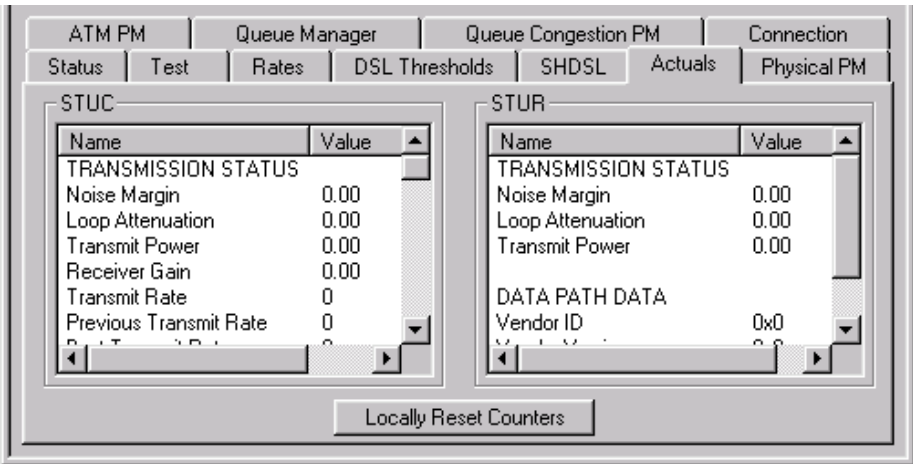 ATM PM Queue Manager Queue Congestion PM Connection
Status Test Rates DSL Thresholds SHDSL Actuals Physical PM
STUC
Name Value
TRANSMISSION STATUS
Noise Margin 0.00
Loop Attenuation 0.00
Transmit Power 0.00
Receiver Gain 0.00
Transmit Rate 0
Previous Transmit Rate 0
STUR
Name Value
TRANSMISSION STATUS
Noise Margin 0.00
Loop Attenuation 0.00
Transmit Power 0.00
DATA PATH DATA
Vendor ID 0x0
Locally Reset Counters